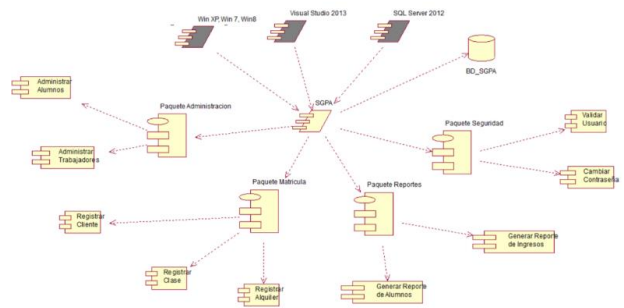 Win XP, Win 7, Win8
Visual Studio 2013
SQL Server 2012
BD_SGPA
Administrar
Alumnos
Paquete Administracion
SGPA
Paquete Seguridad
Validar
Usuario
Administrar
Trabajadores
Cambiar
Contraseña
Paquete Matricula
Paquete Reportes
Registrar
Cliente
Generar Reporte
de Ingresos
Registrar
Clase
Registrar
Alquiler
Generar Reporte
de Alumnos